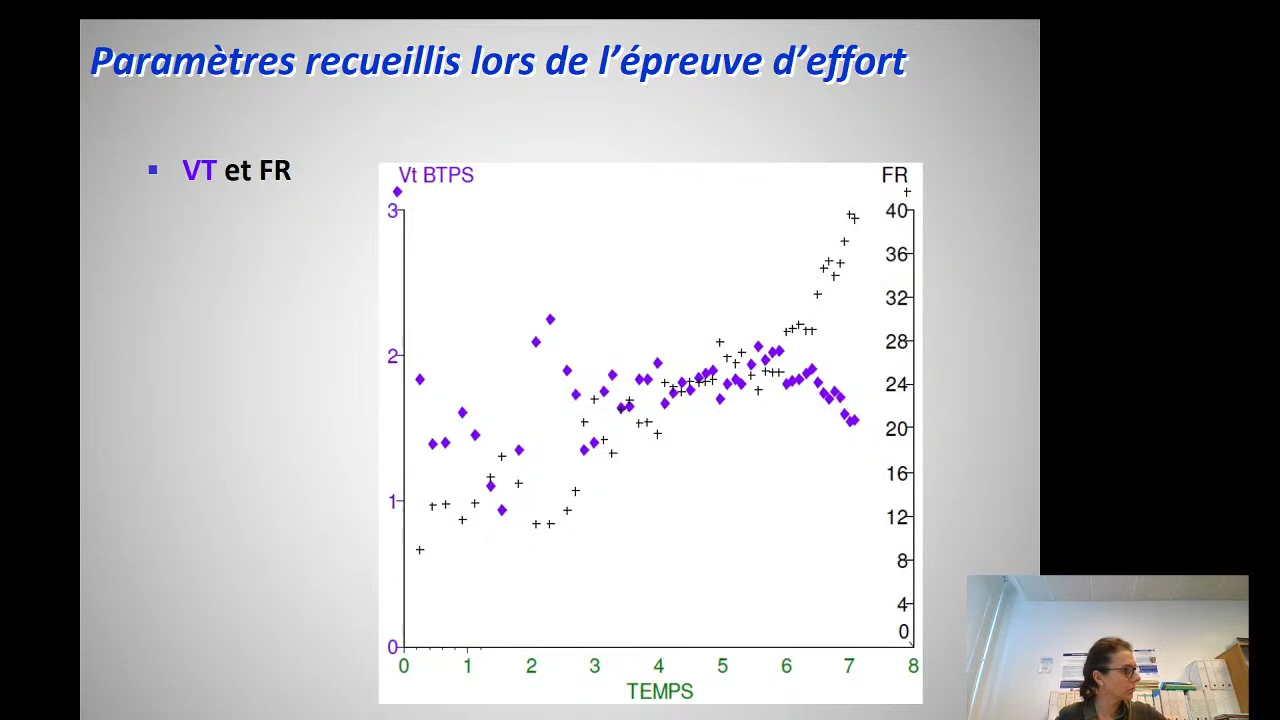 Paramètres recueillis lors de l’épreuve d’effort
▪ VT et FR
Vt BTPS
FR
3
2
1
0
40
36
32
28
24
20
16
12
8
4
0
0 1 2 3 4 5 6 7 8
TEMPS